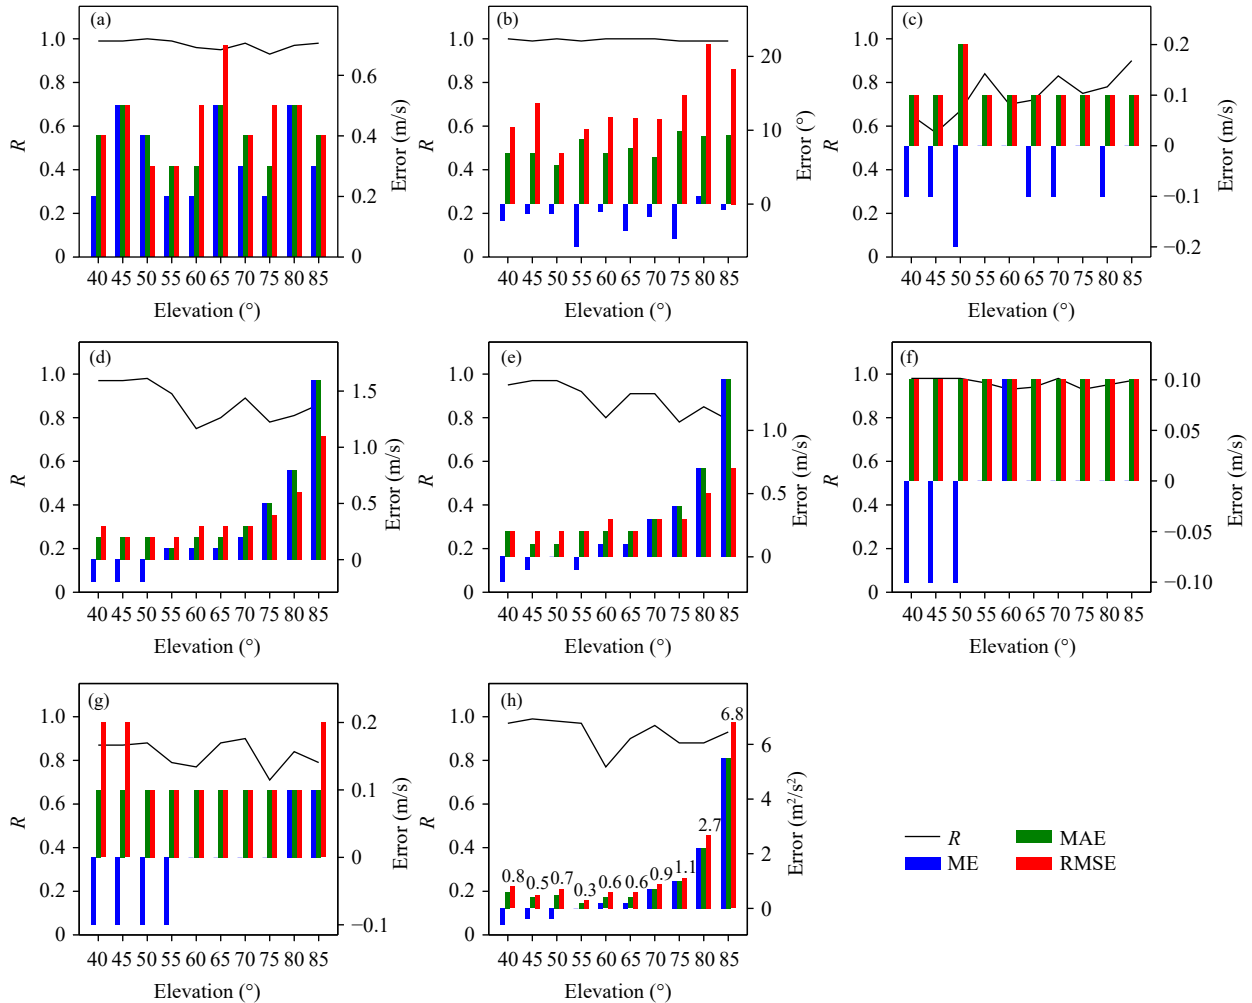 (a)
1.0
0.8
0.6
0.4
0.2
0
R
0.6
0.4
0.2
0
Error (m/s)
40 45 50 55 60 65 70 75 80 85
Elevation (°)
(b)
1.0
0.8
0.6
0.4
0.2
0
R
20
10
0
Error (°)
40 45 50 55 60 65 70 75 80 85
Elevation (°)
(c)
1.0
0.8
0.6
0.4
0.2
0
R
0.2
0.1
0
−0.1
−0.2
Error (m/s)
40 45 50 55 60 65 70 75 80 85
Elevation (°)
(d)
1.0
0.8
0.6
0.4
0.2
0
R
1.5
1.0
0.5
0
Error (m/s)
40 45 50 55 60 65 70 75 80 85
Elevation (°)
(e)
1.0
0.8
0.6
0.4
0.2
0
R
1.0
0.5
0
Error (m/s)
40 45 50 55 60 65 70 75 80 85
Elevation (°)
(f)
1.0
0.8
0.6
0.4
0.2
0
R
0.10
0.05
0
−0.05
−0.10
Error (m/s)
40 45 50 55 60 65 70 75 80 85
Elevation (°)
(g)
1.0
0.8
0.6
0.4
0.2
0
R
0.2
0.1
0
−0.1
Error (m/s)
40 45 50 55 60 65 70 75 80 85
Elevation (°)
(h)
1.0
0.8
0.6
0.4
0.2
0
R
0.8 0.5 0.7 0.3 0.6 0.6 0.9 1.1 2.7 6.8
6
4
2
0
Error (m²/s²)
40 45 50 55 60 65 70 75 80 85
Elevation (°)
R
MAE
ME
RMSE